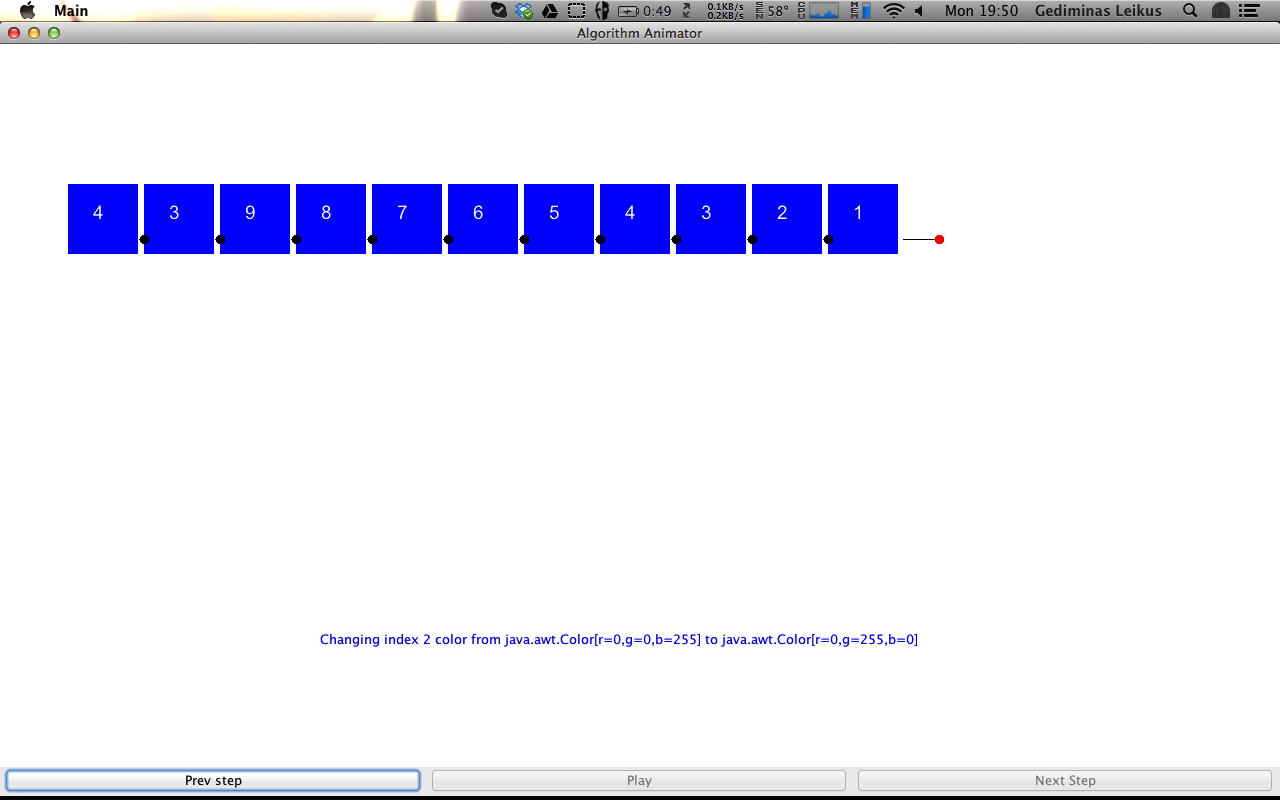 Main 0:49 0.1KB/s 0.2KB/s SEN 58° CPU MEM Mon 19:50 Gediminas Leikus
Algorithm Animator
4 3 9 8 7 6 5 4 3 2 1
Changing index 2 color from java.awt.Color[r=0,g=0,b=255] to java.awt.Color[r=0,g=255,b=0]
Prev step Play Next Step